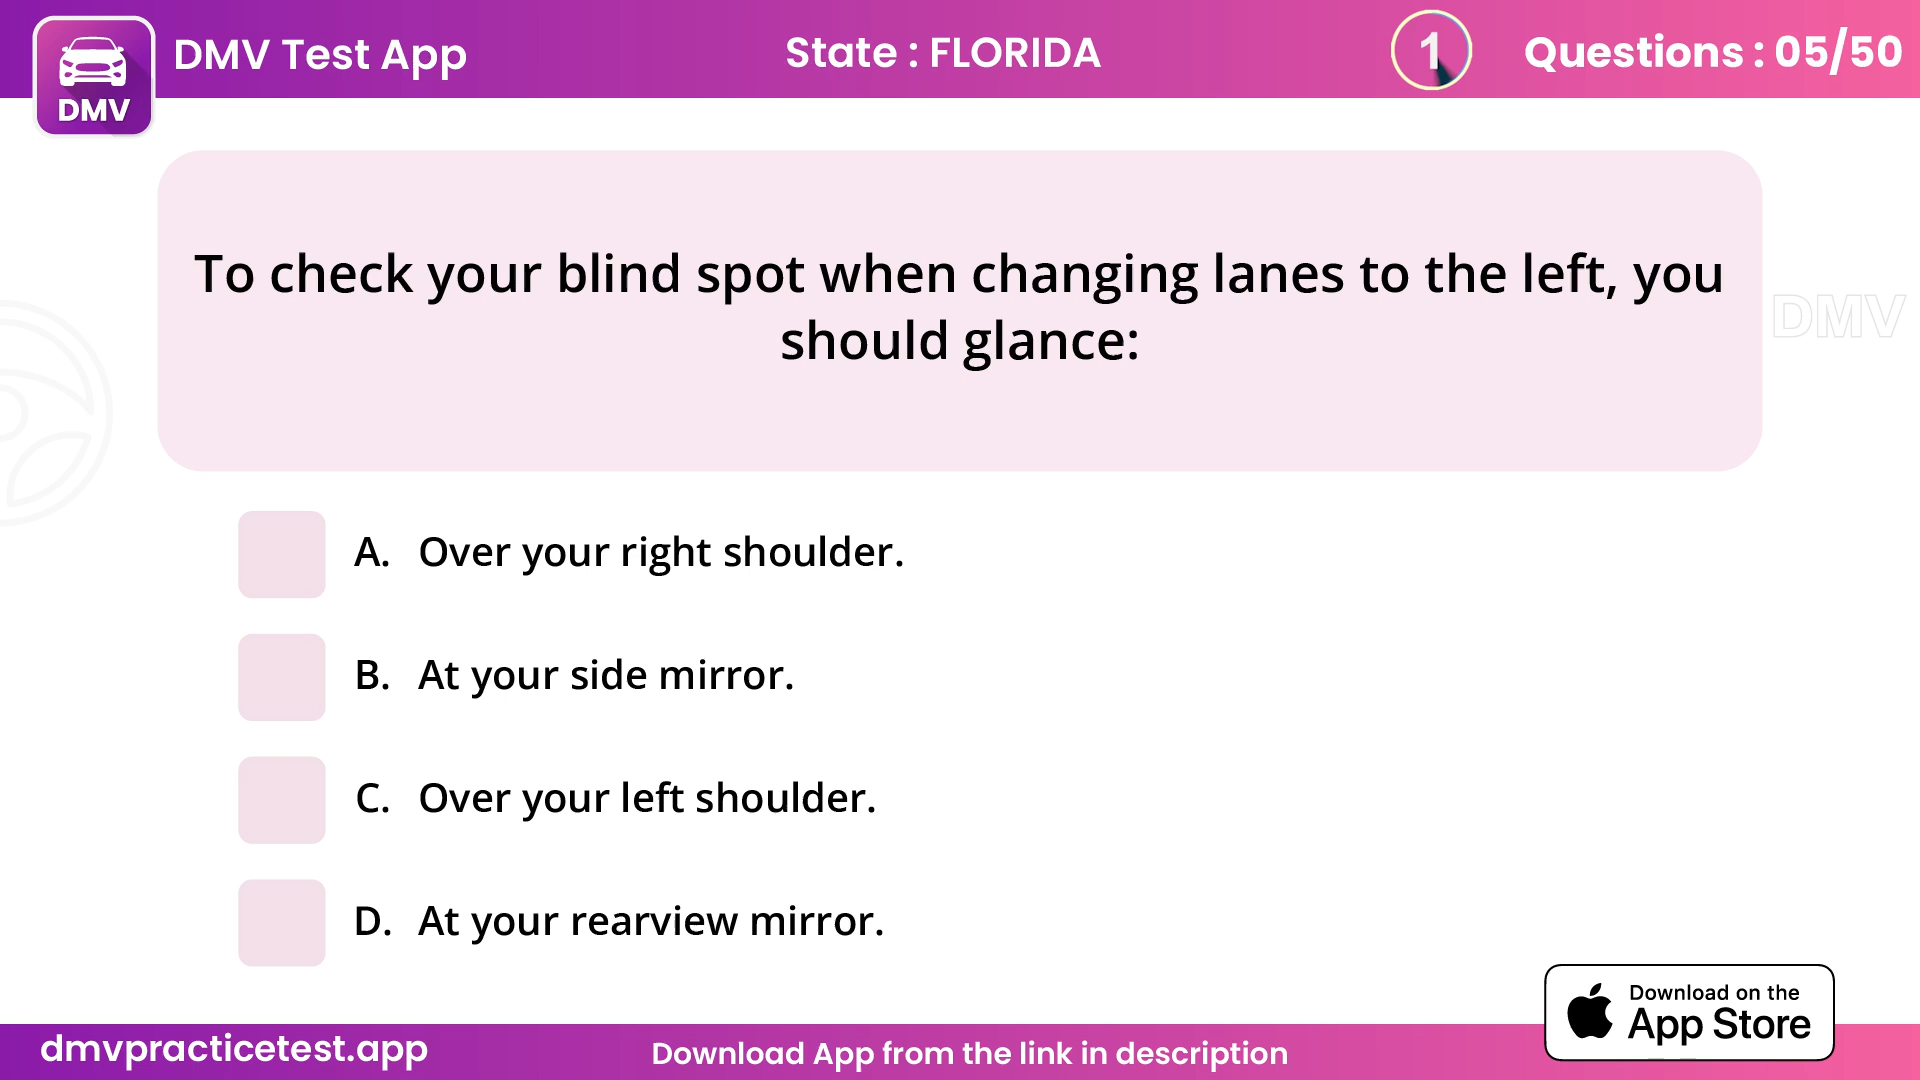 DMV
DMV Test App
State : FLORIDA
1
Questions : 05/50
To check your blind spot when changing lanes to the left, you
should glance:
DMV
A. Over your right shoulder.
B. At your side mirror.
C. Over your left shoulder.
D. At your rearview mirror.
Download on the
App Store
dmvpracticetest.app
Download App from the link in description